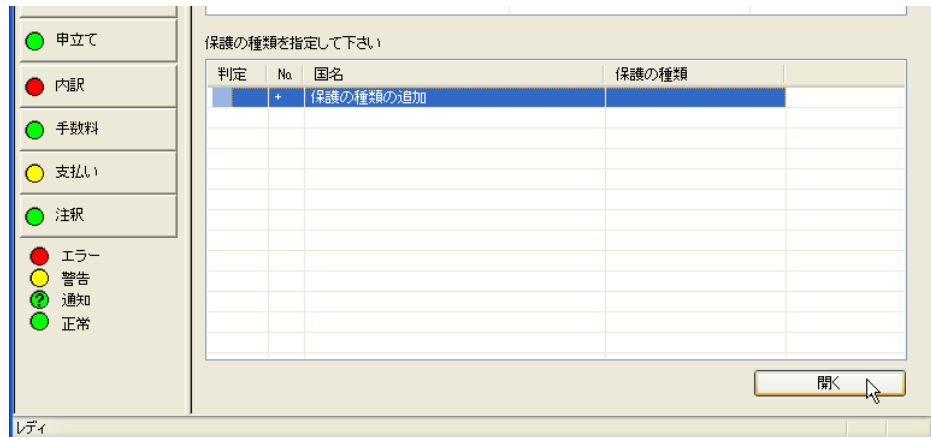 申立て
内訳
手数料
支払い
注釈
エラー
警告
? 通知
正常
保護の種類を指定して下さい
判定 No. 国名 保護の種類
+ 保護の種類の追加
開く
レディ